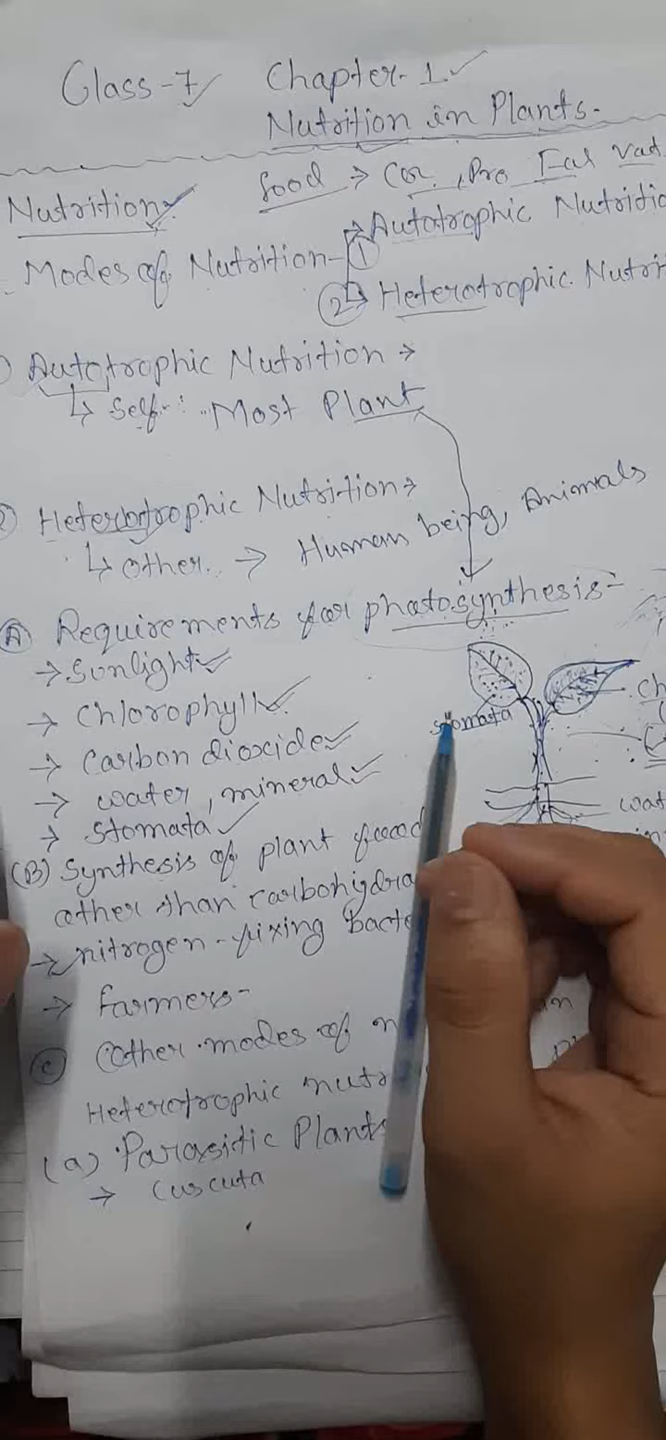 Class-7 Chapter-1.
Nutrition in Plants-
Nutrition food → Car, Pro Fat
Modes of Nutrition- ① Autotrophic Nutritio
② Heterotrophic Nutri
Autotrophic Nutrition →
↳ Self-: Most Plant
Heterotrophic Nutrition →
↳ Other. → Human being, Animals
(A) Requirements for photosynthesis-
→ Sunlight
→ Chlorophyll
→ Carbon dioxide
→ water, mineral
→ Stomata
Stomata
Ch
wat
(B) Synthesis of plant food
other than carbohydra
→ nitrogen-fixing bacte
→ farmers-
(C) Other modes of n
Heterotrophic nutr
(a) Parasitic Plants
→ Cuscuta